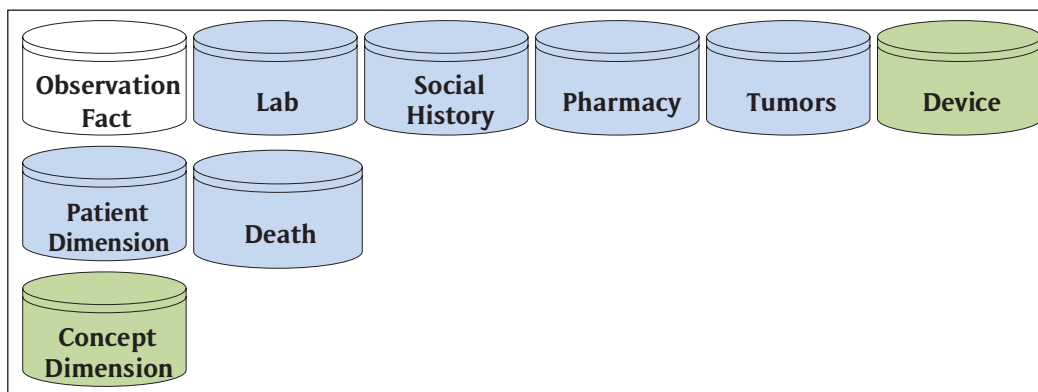 Observation
Fact
Lab
Social
History
Pharmacy
Tumors
Device
Patient
Dimension
Death
Concept
Dimension